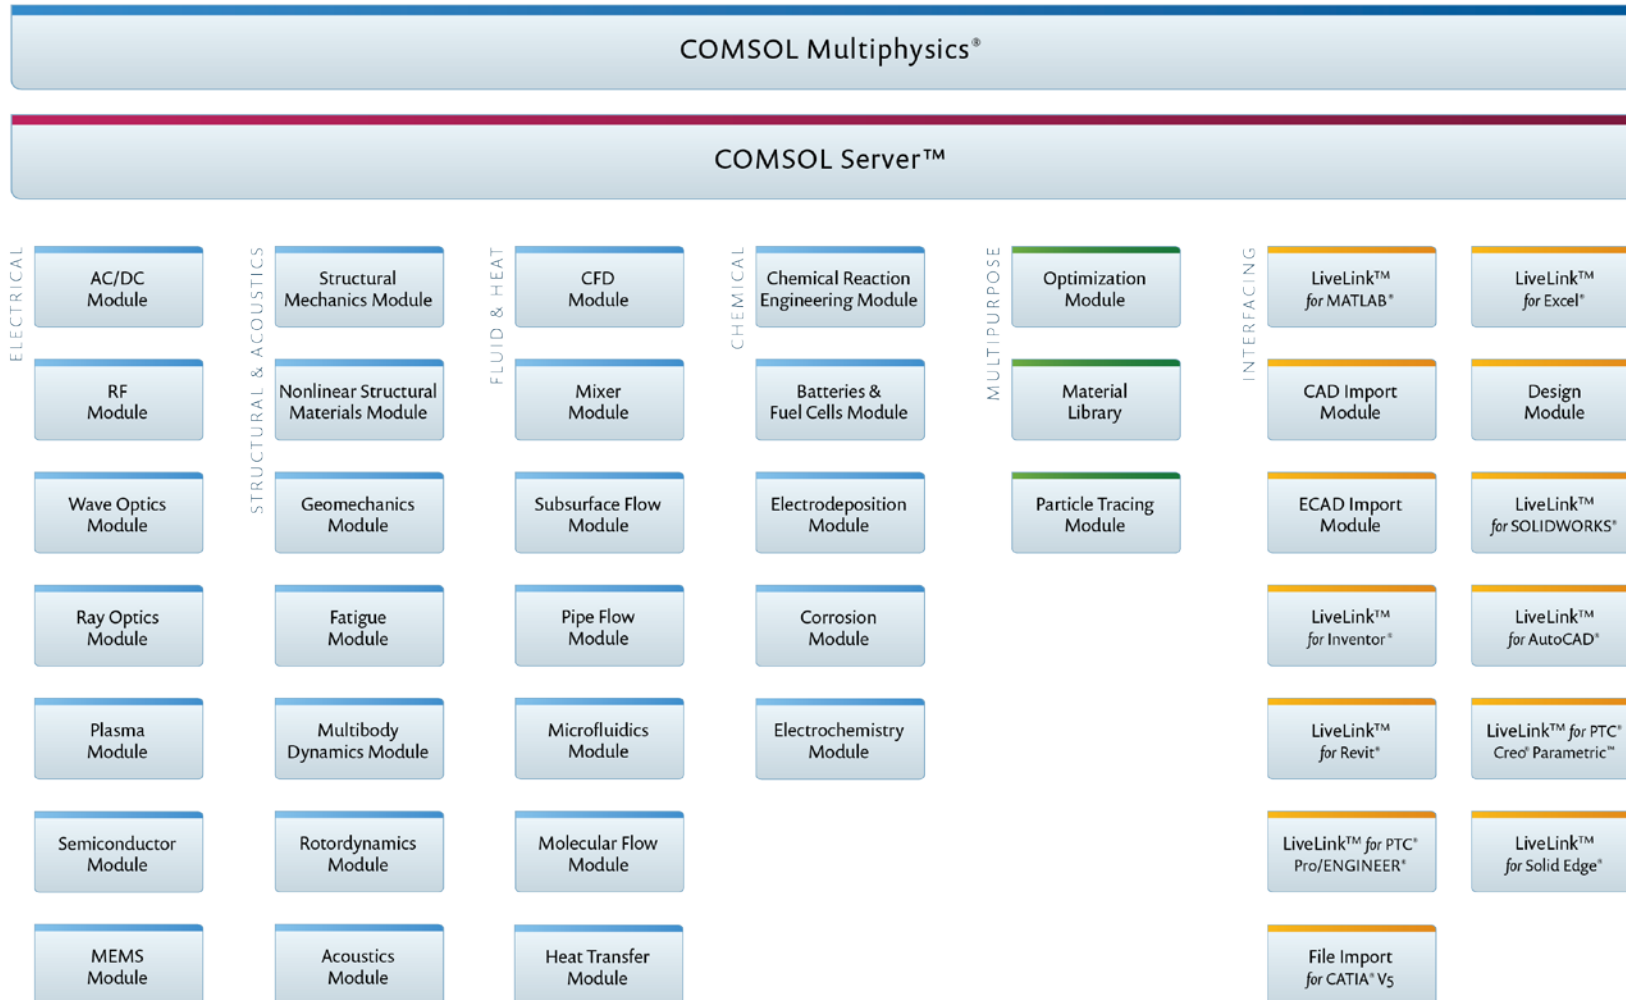 COMSOL Multiphysics®
COMSOL Server™
ELECTRICAL
AC/DC
Module
RF
Module
Wave Optics
Module
Ray Optics
Module
Plasma
Module
Semiconductor
Module
MEMS
Module
STRUCTURAL & ACOUSTICS
Structural
Mechanics Module
Nonlinear Structural
Materials Module
Geomechanics
Module
Fatigue
Module
Multibody
Dynamics Module
Rotordynamics
Module
Acoustics
Module
FLUID & HEAT
CFD
Module
Mixer
Module
Subsurface Flow
Module
Pipe Flow
Module
Microfluidics
Module
Molecular Flow
Module
Heat Transfer
Module
CHEMICAL
Chemical Reaction
Engineering Module
Batteries &
Fuel Cells Module
Electrodeposition
Module
Corrosion
Module
Electrochemistry
Module
MULTIPURPOSE
Optimization
Module
Material
Library
Particle Tracing
Module
INTERFACING
LiveLink™
for MATLAB®
CAD Import
Module
ECAD Import
Module
LiveLink™
for Inventor®
LiveLink™
for Revit®
LiveLink™ for PTC®
Pro/ENGINEER®
File Import
for CATIA® V5
LiveLink™
for Excel®
Design
Module
LiveLink™
for SOLIDWORKS®
LiveLink™
for AutoCAD®
LiveLink™ for PTC®
Creo® Parametric™
LiveLink™
for Solid Edge®